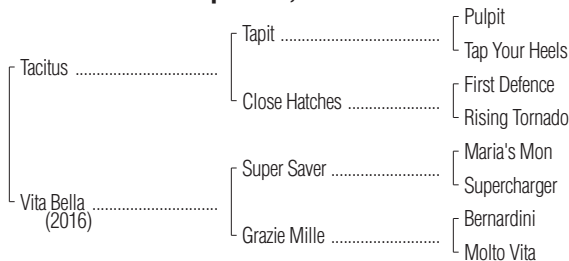 Pulpit
Tapit
Tap Your Heels
Tacitus
First Defence
Close Hatches
Rising Tornado
Maria's Mon
Super Saver
Supercharger
Vita Bella
(2016)
Bernardini
Grazie Mille
Molto Vita